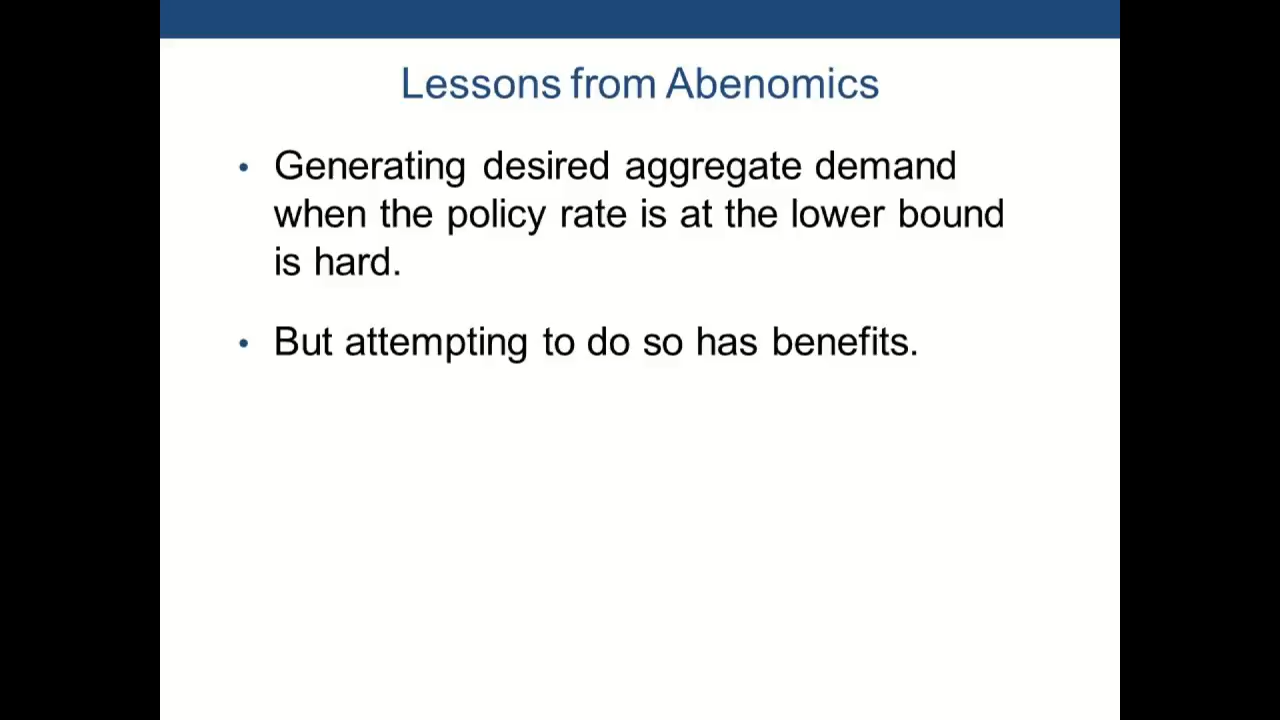 Lessons from Abenomics
• Generating desired aggregate demand
when the policy rate is at the lower bound
is hard.
• But attempting to do so has benefits.